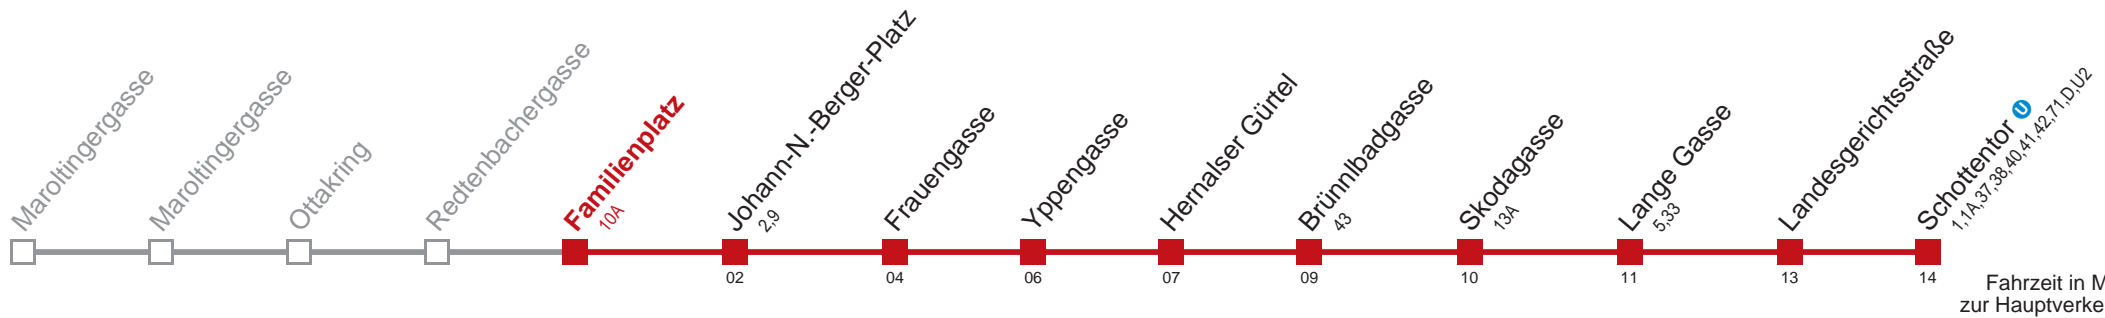 Maroltingergasse
Maroltingergasse
Ottakring
Redtenbachergasse
Familienplatz
10A
Johann-N.-Berger-Platz
2,9
Frauengasse
Yppengasse
Hernalser Gürtel
Brünnlbadgasse
43
Skodagasse
13A
Lange Gasse
5,33
Landesgerichtsstraße
Schottentor U
1,1A,37,38,40,41,42,71,D,U2
02
04
06
07
09
10
11
13
14
Fahrzeit in M
zur Hauptverke